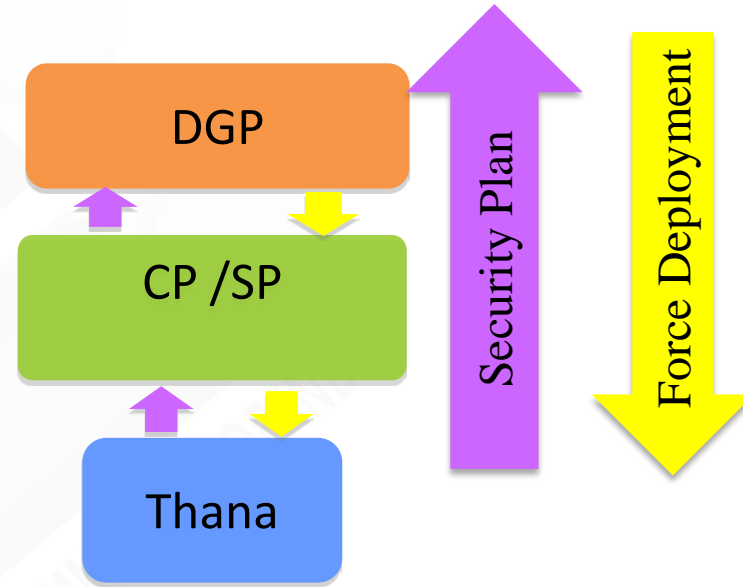 DGP
CP /SP
Thana
Security Plan
Force Deployment